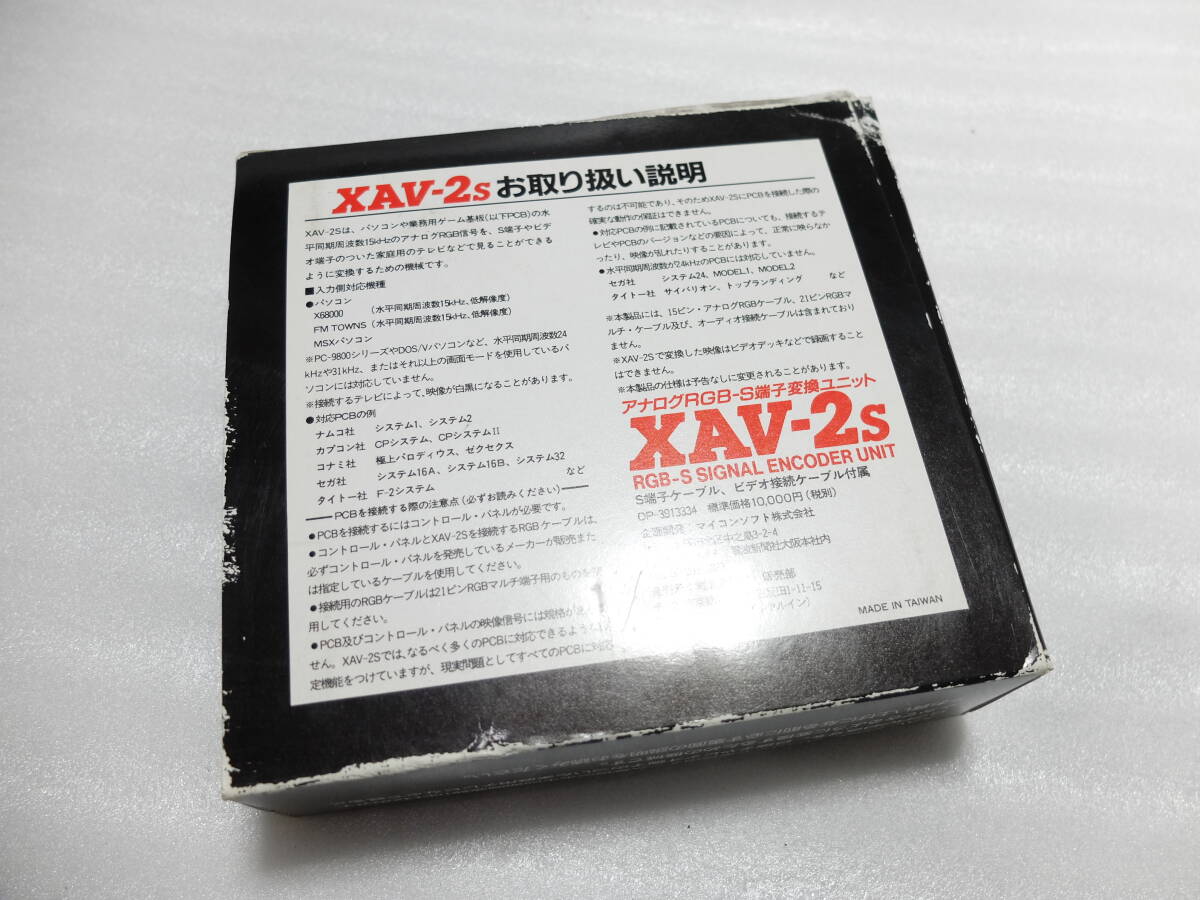 XAV-2s お取り扱い説明
XAV-2Sは、パソコンや業務用ゲーム基板(以下PCB)の水
平同期周波数15kHzのアナログRGB信号を、S端子やビデ
オ端子のついた家庭用のテレビなどで見ることができる
ように変換するための機械です。
■入力側対応機種
●パソコン
X68000 (水平同期周波数15kHz、低解像度)
FM TOWNS (水平同期周波数15kHz、低解像度)
MSXパソコン
※PC-9800シリーズやDOS/Vパソコンなど、水平同期周波数24
kHzや31kHz、またはそれ以上の画面モードを使用しているパ
ソコンには対応していません。
※接続するテレビによって、映像が白黒になることがあります。
●対応PCBの例
ナムコ社 システム1、システム2
カプコン社 CPシステム、CPシステムII
コナミ社 極上パロディウス、ゼクセクス
セガ社 システム16A、システム16B、システム32
タイトー社 F-2システム など
PCBを接続する際の注意点(必ずお読みください)
●PCBを接続するにはコントロール・パネルが必要です。
●コントロール・パネルとXAV-2Sを接続するRGBケーブルは、
必ずコントロール・パネルを発売しているメーカーが販売また
は指定しているケーブルを使用してください。
●接続用のRGBケーブルは21ピンRGBマルチ端子用のものを
用してください。
●PCB及びコントロール・パネルの映像信号には規格があ
せん。XAV-2Sでは、なるべく多くのPCBに対応できるような
定機能をつけていますが、現実問題としてすべてのPCBに対応
するのは不可能であり、そのためXAV-2SにPCBを接続した際の
確実な動作の保証はできません。
●対応PCBの例に記載されているPCBについても、接続するテ
レビやPCBのバージョンなどの要因によって、正常に映らなか
ったり、映像が乱れたりすることがあります。
●水平同期周波数が24kHzのPCBには対応していません。
セガ社 システム24、MODEL1、MODEL2
タイトー社 サイバリオン、トップランディング など
※本製品には、15ピン・アナログRGBケーブル、21ピンRGBマ
ルチ・ケーブル及び、オーディオ接続ケーブルは含まれており
ません。
※XAV-2Sで変換した映像はビデオデッキなどで録画すること
はできません。
※本製品の仕様は予告なしに変更されることがあります。
アナログRGB-S端子変換ユニット
XAV-2s
RGB-S SIGNAL ENCODER UNIT
S端子ケーブル、ビデオ接続ケーブル付属
DP-3913334 標準価格10,000円(税別)
企画開発 マイコンソフト株式会社
区中之島3-2-4
新聞社大阪本社内
売部
1-11-15
ヤルイン)
MADE IN TAIWAN